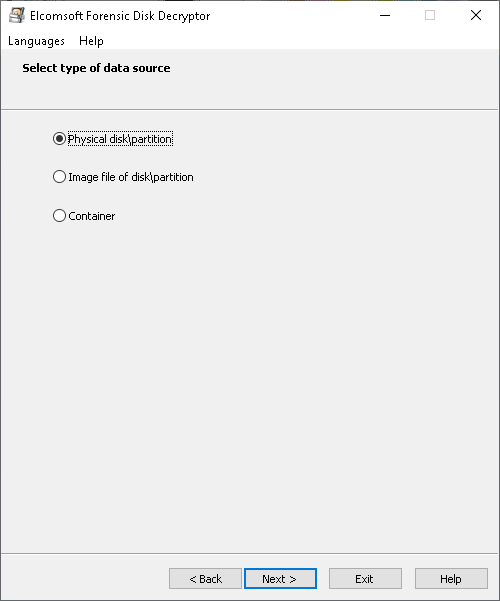 Elcomsoft Forensic Disk Decryptor
Languages Help
Select type of data source
Physical disk\partition
Image file of disk\partition
Container
< Back Next > Exit Help